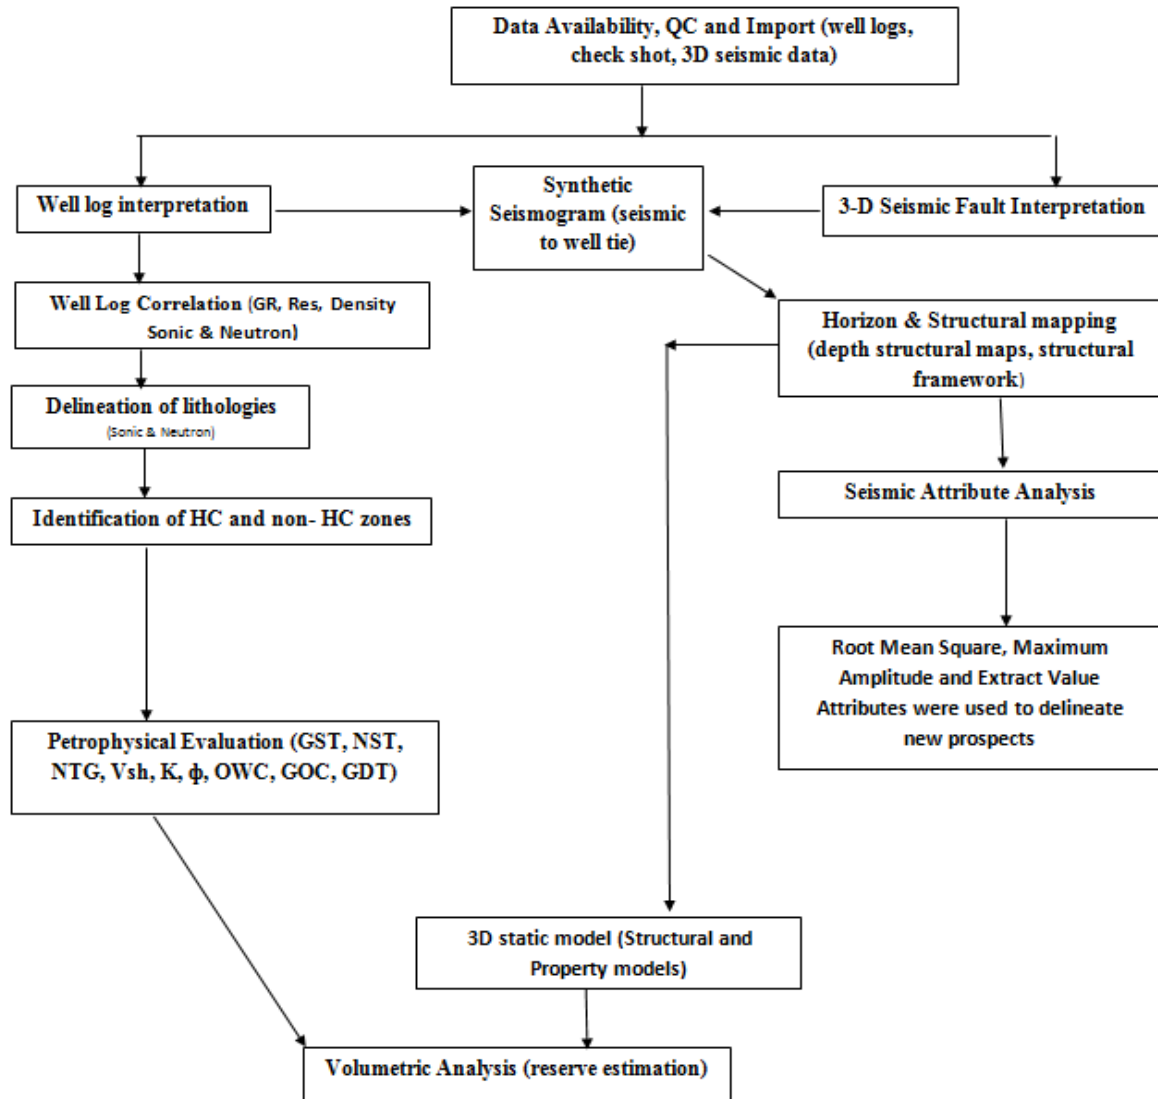 Data Availability, QC and Import (well logs,
check shot, 3D seismic data)
Well log interpretation
Synthetic
Seismogram (seismic
to well tie)
3-D Seismic Fault Interpretation
Well Log Correlation (GR, Res, Density
Sonic & Neutron)
Horizon & Structural mapping
(depth structural maps, structural
framework)
Delineation of lithologies
(Sonic & Neutron)
Seismic Attribute Analysis
Identification of HC and non- HC zones
Root Mean Square, Maximum
Amplitude and Extract Value
Attributes were used to delineate
new prospects
Petrophysical Evaluation (GST, NST,
NTG, Vsh, K, ϕ, OWC, GOC, GDT)
3D static model (Structural and
Property models)
Volumetric Analysis (reserve estimation)